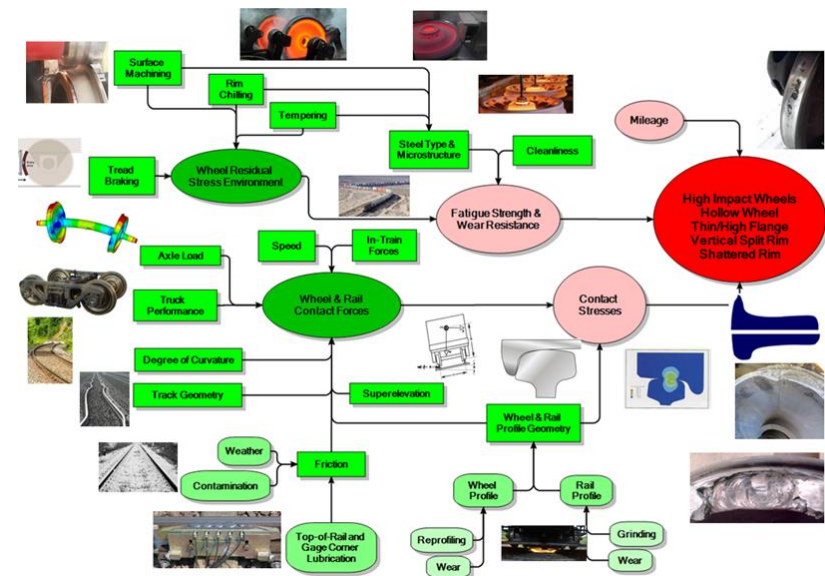 Surface
Machining
Rim
Chilling
Tempering
Mileage
Steel Type &
Microstructure
Cleanliness
Tread
Braking
Wheel Residual
Stress Environment
High Impact Wheels
Hollow Wheel
Thin/High Flange
Vertical Split Rim
Shattered Rim
Fatigue Strength &
Wear Resistance
Speed
In-Train
Forces
Axle Load
Truck
Performance
Wheel & Rail
Contact Forces
Contact
Stresses
Degree of Curvature
Track Geometry
Superelevation
Wheel & Rail
Profile Geometry
Weather
Contamination
Friction
Wheel
Profile
Rail
Profile
Top-of-Rail and
Gage Corner
Lubrication
Reprofiling
Wear
Grinding
Wear